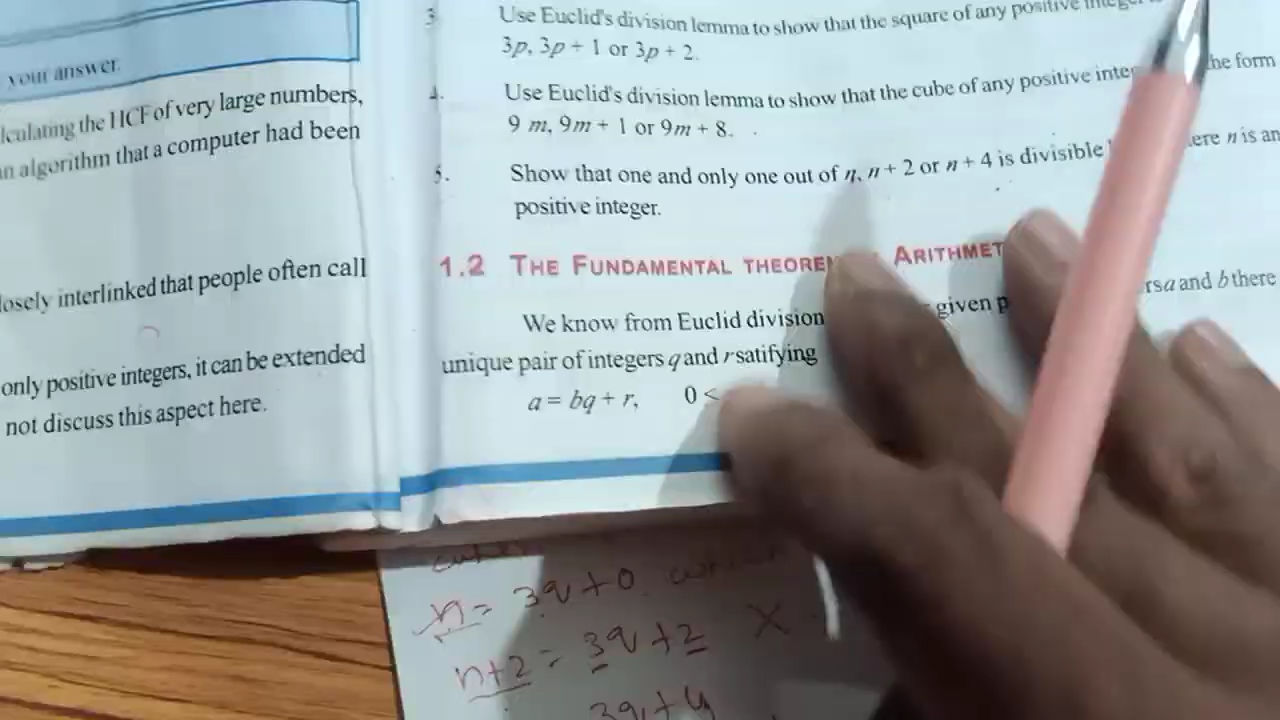 your answer.
lculating the HCF of very large numbers,
n algorithm that a computer had been
losely interlinked that people often call
only positive integers, it can be extended
not discuss this aspect here.
3. Use Euclid's division lemma to show that the square of any positive
3p, 3p + 1 or 3p + 2.
4. Use Euclid's division lemma to show that the cube of any positive inte he form
9 m, 9m + 1 or 9m + 8.
5. Show that one and only one out of n, n + 2 or n + 4 is divisible ere n is an
positive integer.
1.2 THE FUNDAMENTAL THEOREM ARITHMET
We know from Euclid division given p rs a and b there
unique pair of integers q and r satifying
a = bq + r, 0 <
n = 3q+0
n+2 = 3q+2 X
3q+4